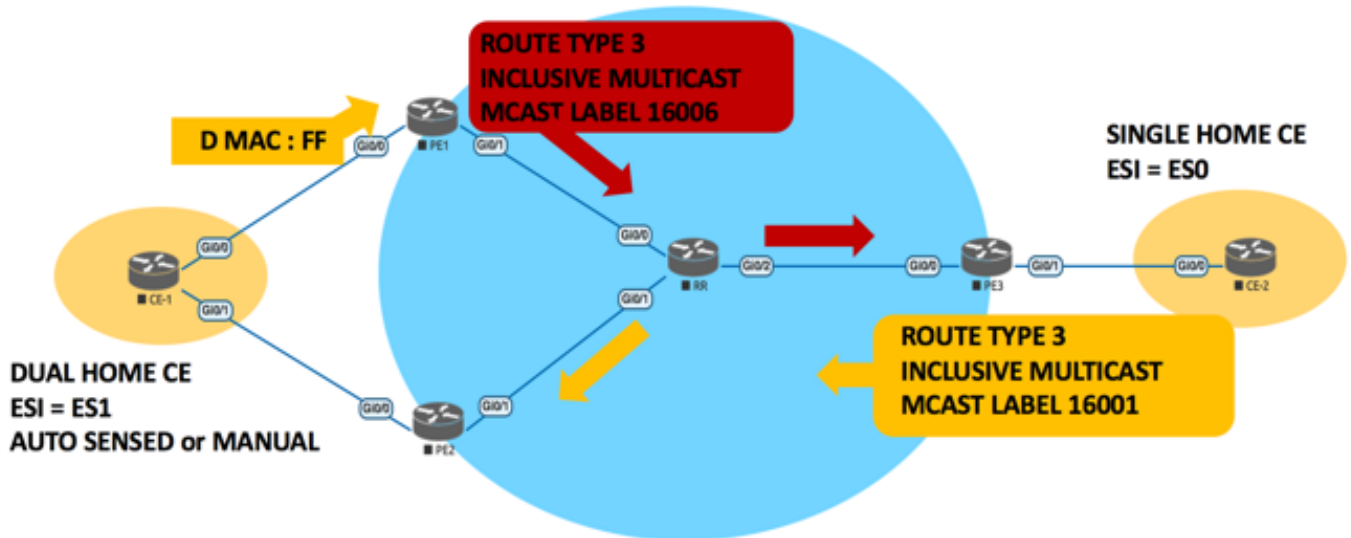 ROUTE TYPE 3
INCLUSIVE MULTICAST
MCAST LABEL 16006
D MAC : FF
Gi0/0
PE1
Gi0/1
SINGLE HOME CE
ESI = ES0
Gi0/0
CE-1
Gi0/1
Gi0/0
RR
Gi0/2
Gi0/1
Gi0/0
PE3
Gi0/1
Gi0/0
CE-2
DUAL HOME CE
ESI = ES1
AUTO SENSED or MANUAL
Gi0/0
PE2
Gi0/1
ROUTE TYPE 3
INCLUSIVE MULTICAST
MCAST LABEL 16001